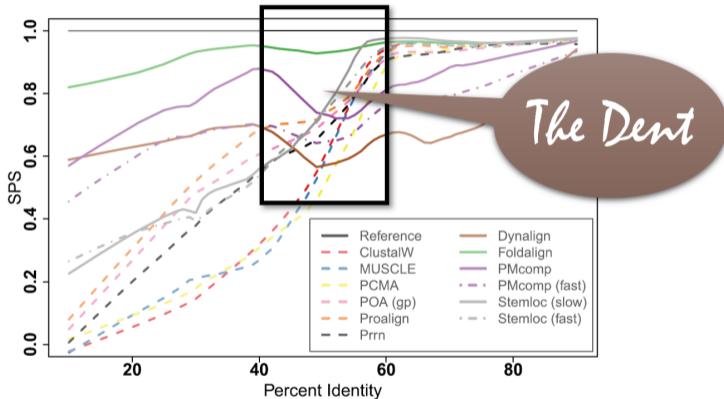 1.0
0.8
0.6
0.4
0.2
0.0
SPS
The Dent
Reference
ClustalW
MUSCLE
PCMA
POA (gp)
Proalign
Prrn
Dynalign
Foldalign
PMcomp
PMcomp (fast)
Stemloc (slow)
Stemloc (fast)
20
40
60
80
Percent Identity